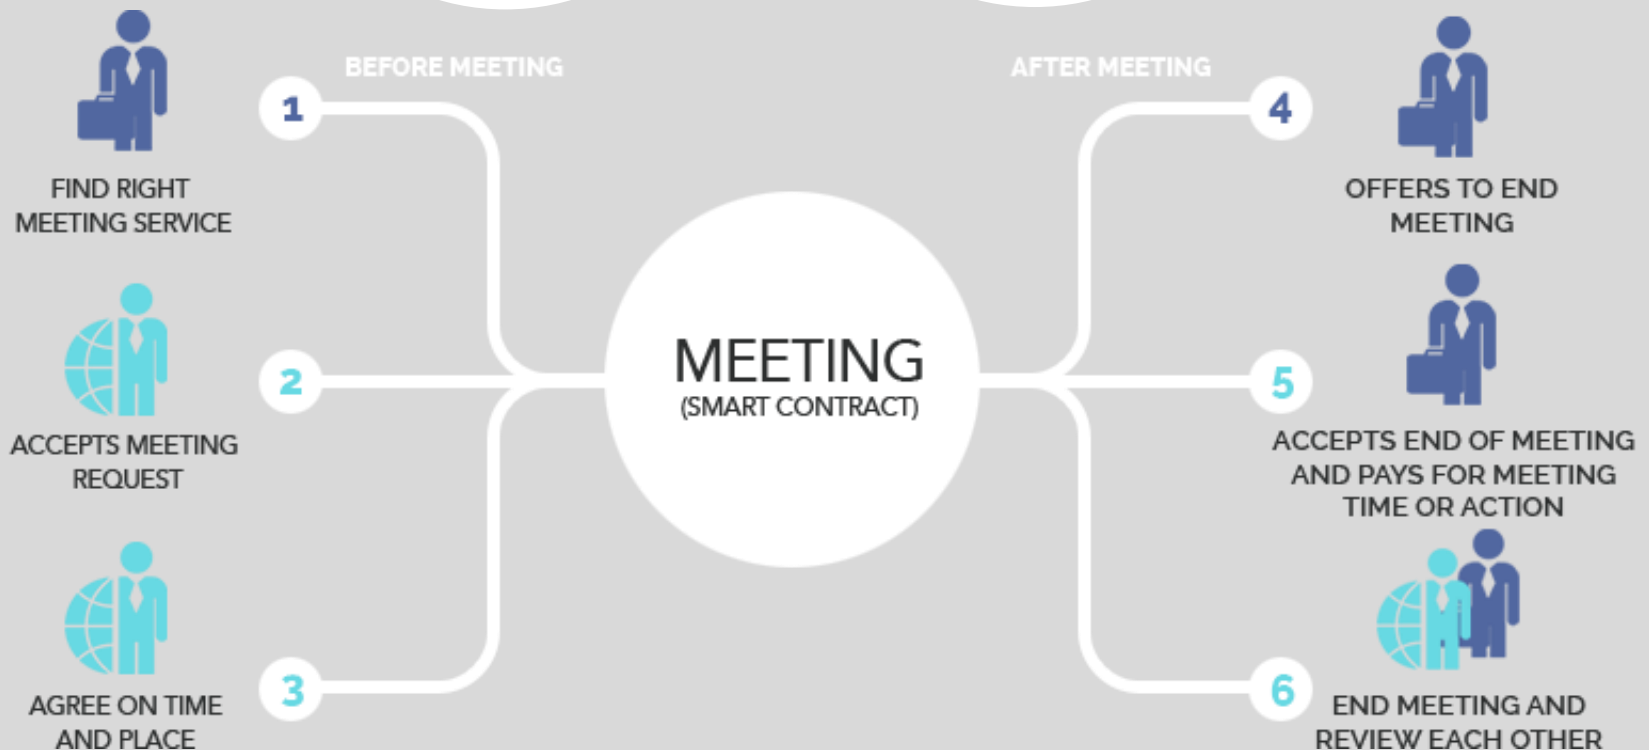 BEFORE MEETING
1
FIND RIGHT
MEETING SERVICE
2
ACCEPTS MEETING
REQUEST
3
AGREE ON TIME
AND PLACE
MEETING
(SMART CONTRACT)
AFTER MEETING
4
OFFERS TO END
MEETING
5
ACCEPTS END OF MEETING
AND PAYS FOR MEETING
TIME OR ACTION
6
END MEETING AND
REVIEW EACH OTHER